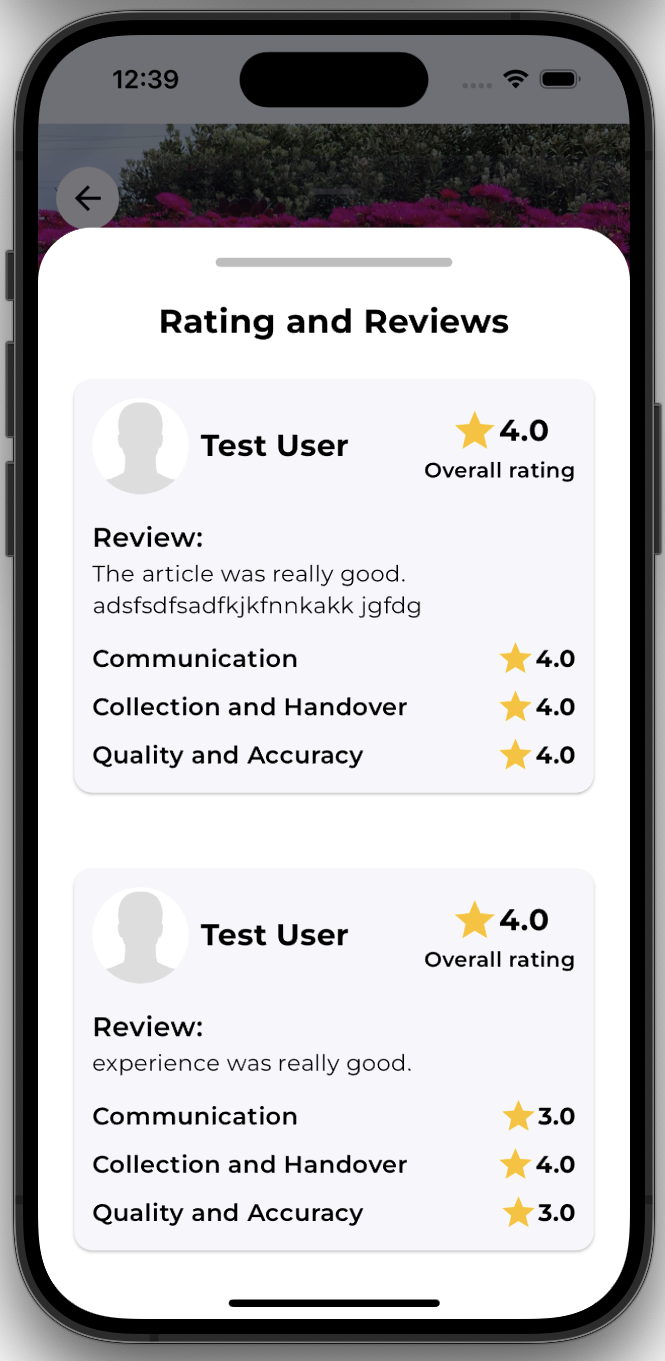 12:39
Rating and Reviews
Test User
4.0
Overall rating
Review:
The article was really good.
adsfsdfsadfkjkfnnkakk jgfdg
Communication 4.0
Collection and Handover 4.0
Quality and Accuracy 4.0
Test User
4.0
Overall rating
Review:
experience was really good.
Communication 3.0
Collection and Handover 4.0
Quality and Accuracy 3.0